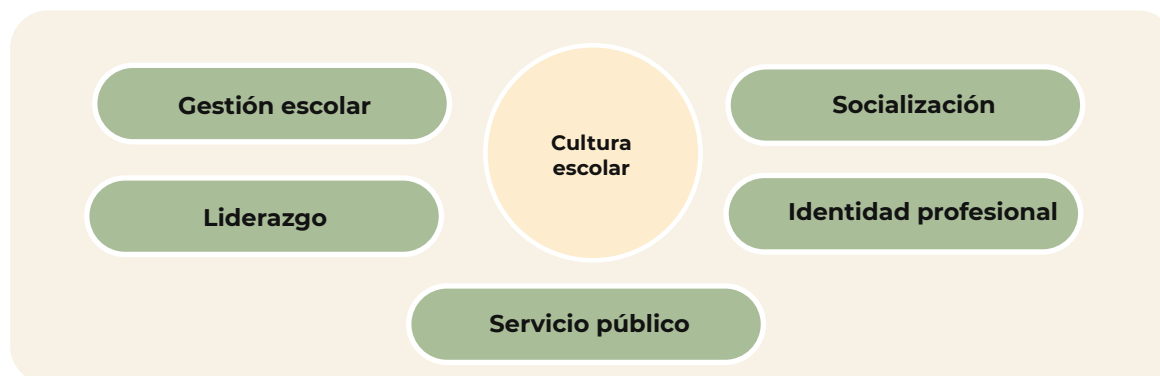 Gestión escolar
Socialización
Cultura
escolar
Liderazgo
Identidad profesional
Servicio público